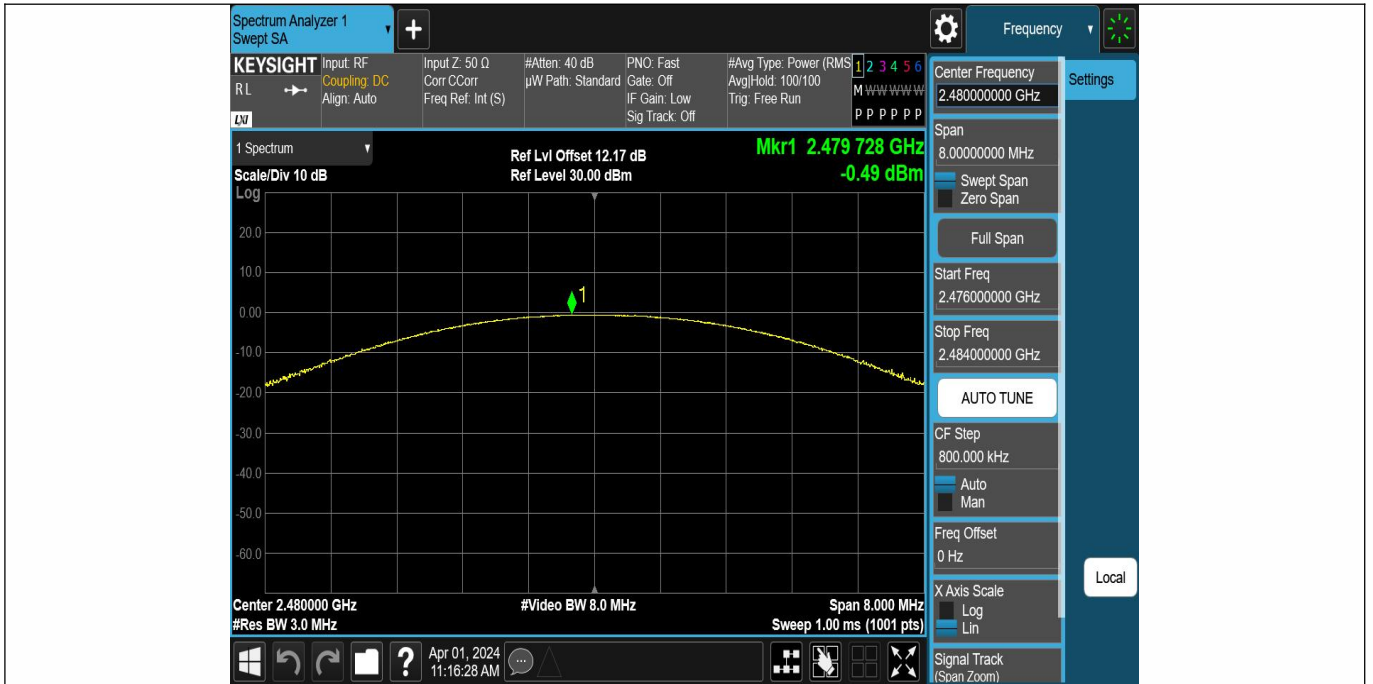 Spectrum Analyzer 1
Swept SA
+
Frequency
KEYSIGHT
R L
LXI
Input: RF
Coupling: DC
Align: Auto
Input Z: 50 Ω
Corr CCorr
Freq Ref: Int (S)
#Atten: 40 dB
µW Path: Standard
PNO: Fast
Gate: Off
IF Gain: Low
Sig Track: Off
#Avg Type: Power (RMS
Avg|Hold: 100/100
Trig: Free Run
1 2 3 4 5 6
M W W W W W
P P P P P P
1 Spectrum
Scale/Div 10 dB
Ref Lvl Offset 12.17 dB
Ref Level 30.00 dBm
Mkr1 2.479 728 GHz
-0.49 dBm
Log
20.0
10.0
0.00
-10.0
-20.0
-30.0
-40.0
-50.0
-60.0
1
Center 2.480000 GHz
#Video BW 8.0 MHz
Span 8.000 MHz
#Res BW 3.0 MHz
Sweep 1.00 ms (1001 pts)
Center Frequency
2.480000000 GHz
Settings
Span
8.00000000 MHz
Swept Span
Zero Span
Full Span
Start Freq
2.476000000 GHz
Stop Freq
2.484000000 GHz
AUTO TUNE
CF Step
800.000 kHz
Auto
Man
Freq Offset
0 Hz
X Axis Scale
Log
Lin
Local
Signal Track
(Span Zoom)
?
Apr 01, 2024
11:16:28 AM